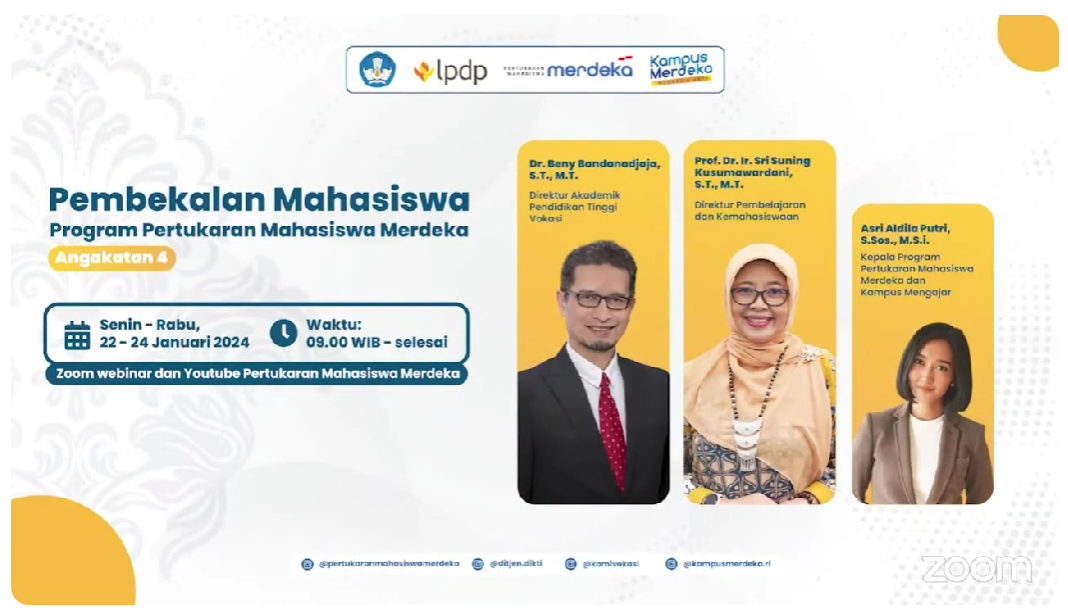 lpdp
PERTUKARAN
MAHASISWA
merdeka
Kampus
Merdeka
Pembekalan Mahasiswa
Program Pertukaran Mahasiswa Merdeka
Angakatan 4
Senin - Rabu,
22 - 24 Januari 2024
Waktu:
09.00 WIB - selesai
Zoom webinar dan Youtube Pertukaran Mahasiswa Merdeka
Dr. Beny Bandanadjaja,
S.T., M.T.
Direktur Akademik
Pendidikan Tinggi
Vokasi
Prof. Dr. Ir. Sri Suning
Kusumawardani,
S.T., M.T.
Direktur Pembelajaran
dan Kemahasiswaan
Asri Aldila Putri,
S.Sos., M.S.i.
Kepala Program
Pertukaran Mahasiswa
Merdeka dan
Kampus Mengajar
@pertukaranmahasiswamerdeka
@ditjen.dikti
@kamivokasi
@kampusmerdeka.ri
zoom